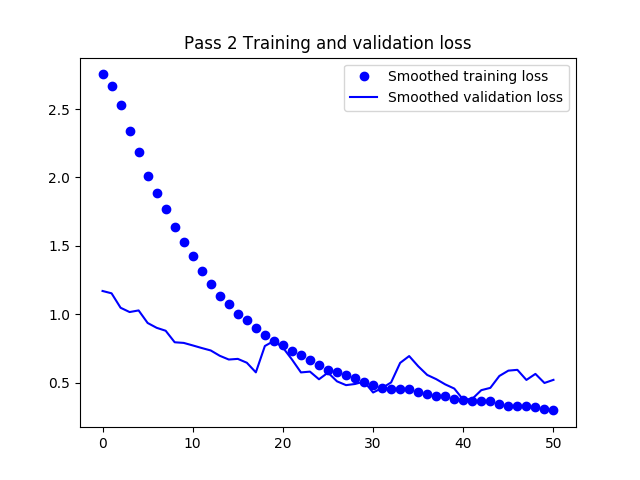 Pass 2 Training and validation loss
Smoothed training loss
Smoothed validation loss
2.5
2.0
1.5
1.0
0.5
0 10 20 30 40 50